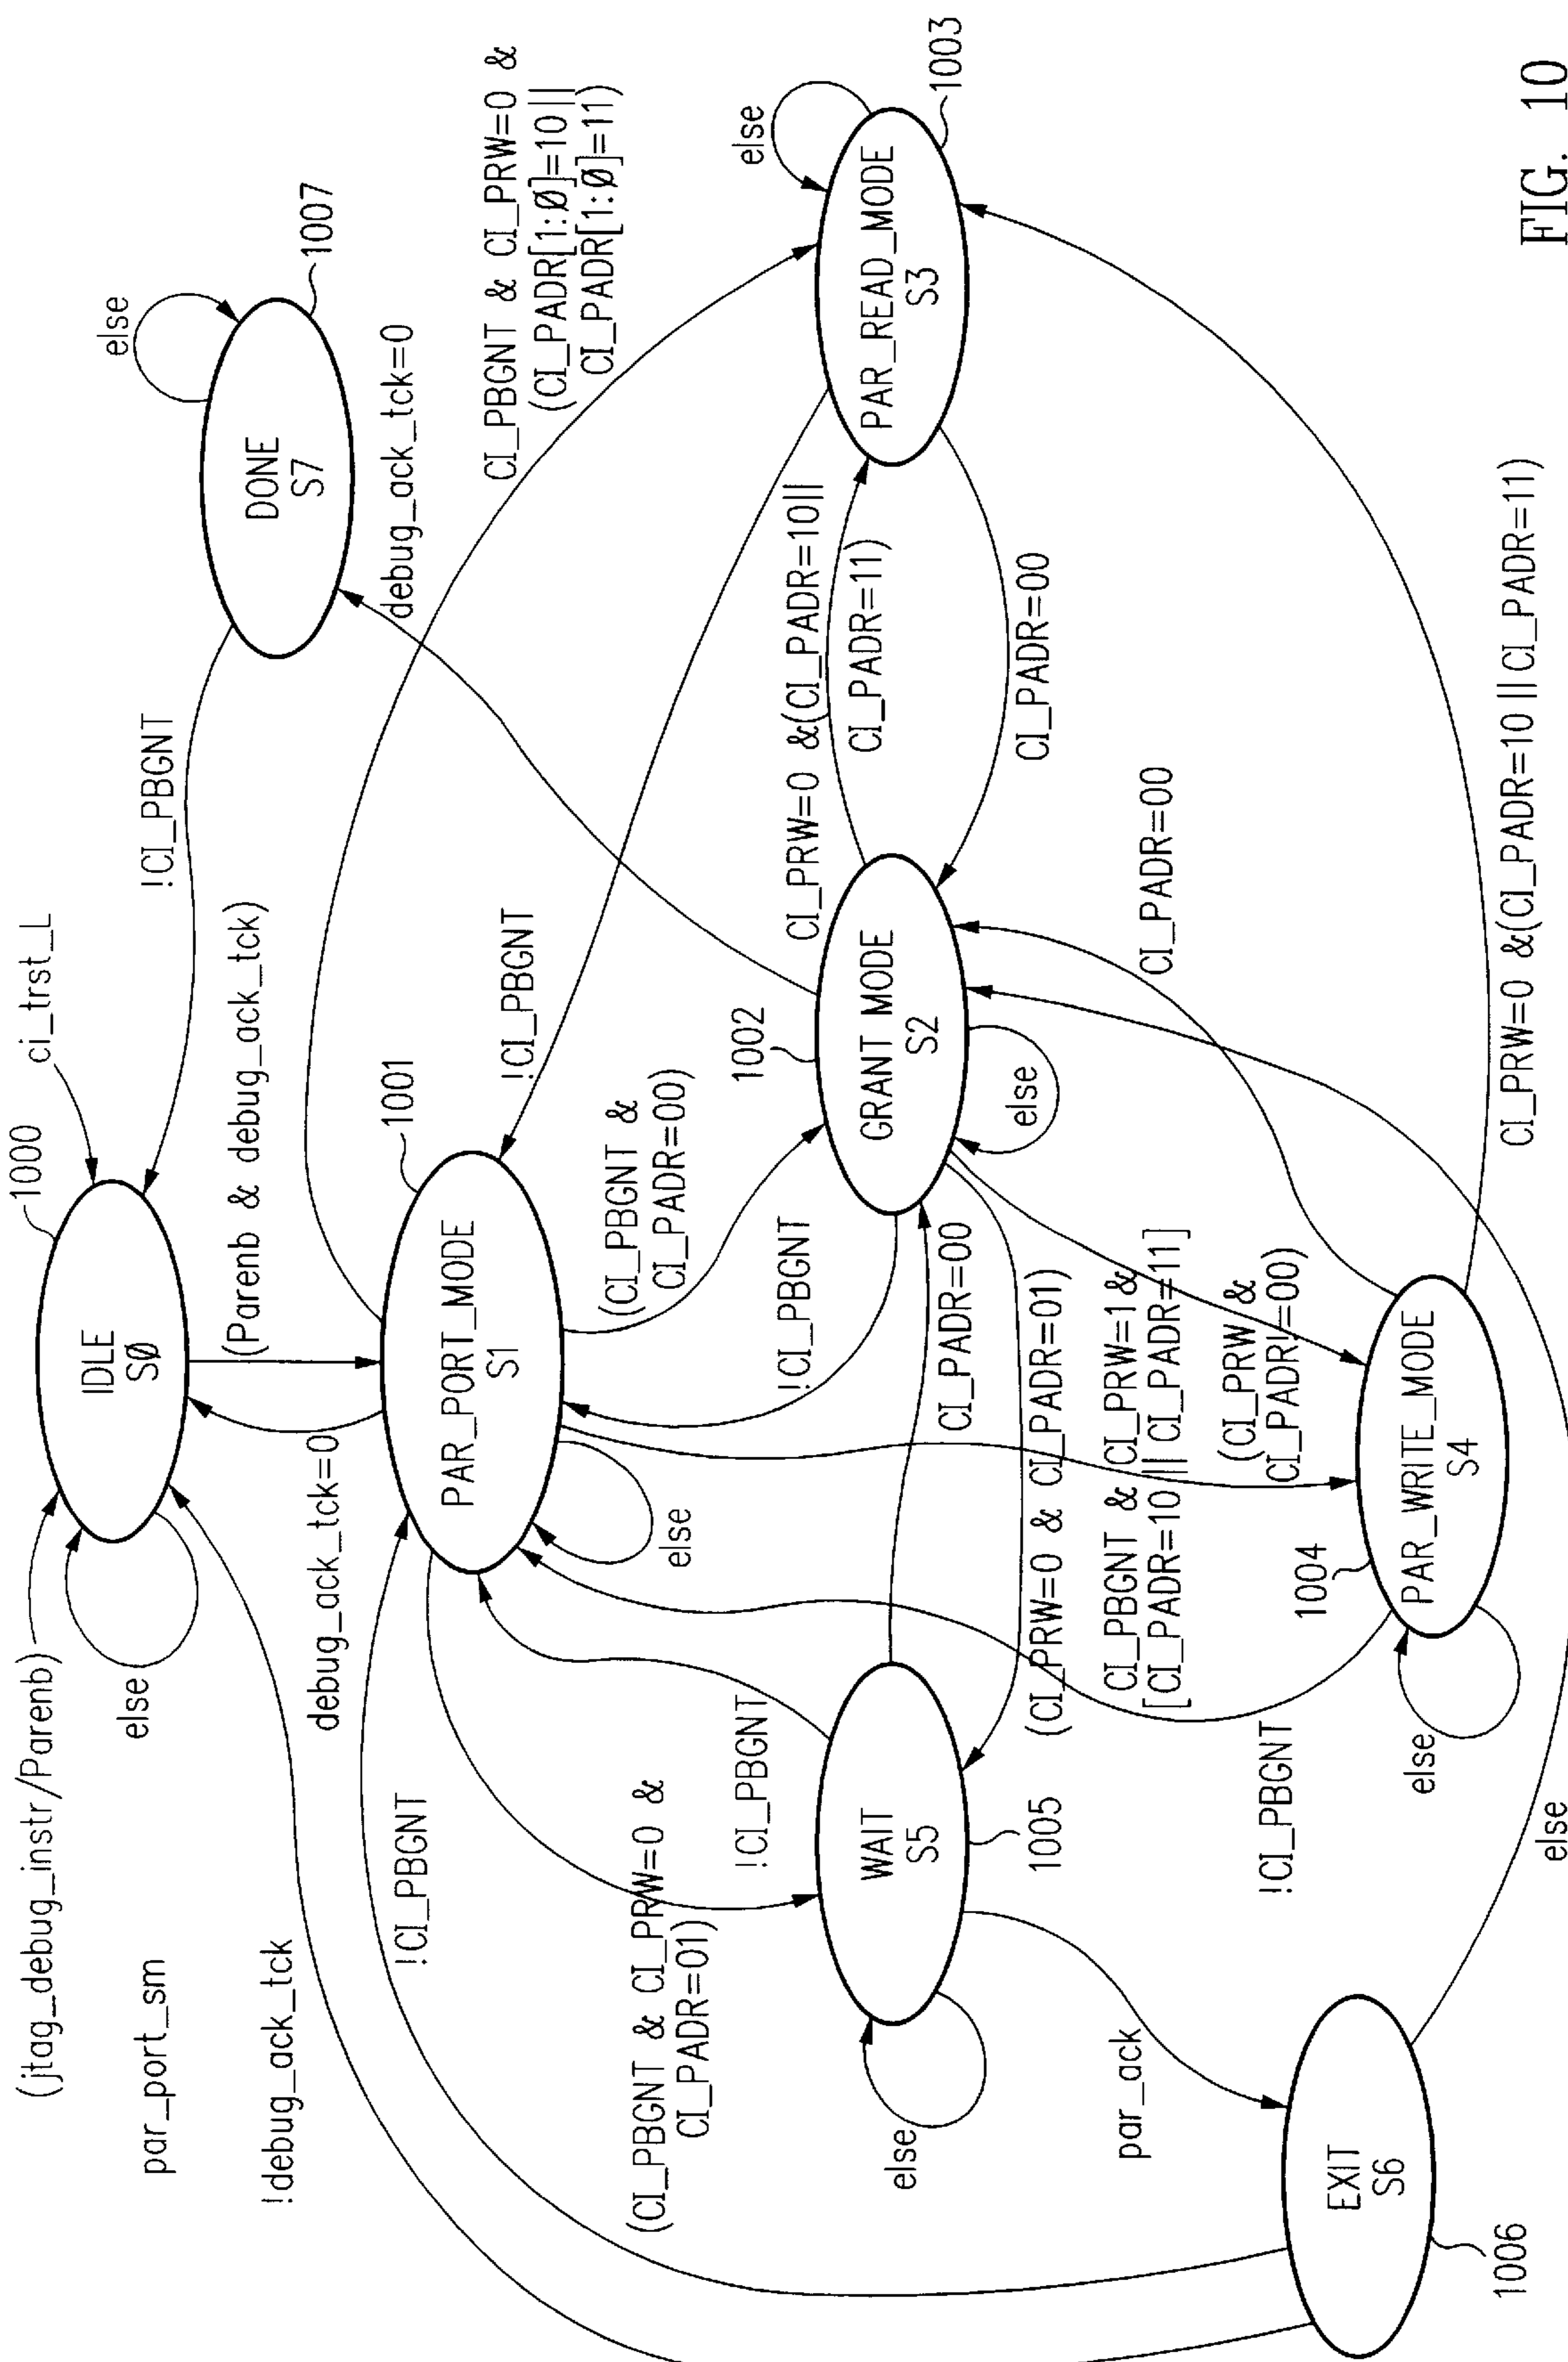 (jtag_debug_instr/Parenb)
1000
ci_trst_L
par_port_sm
IDLE
SØ
else
!CI_PBGNT
else
DONE
S7
1007
!debug_ack_tck
debug_ack_tck=0
(Parenb & debug_ack_tck)
debug_ack_tck=0
!CI_PBGNT
PAR_PORT_MODE
S1
1001
else
!CI_PBGNT
CI_PBGNT & CI_PRW=0 &
(CI_PADR[1:Ø]=10||
CI_PADR[1:Ø]=11)
(CI_PBGNT & CI_PRW=0 &
CI_PADR=01)
!CI_PBGNT
!CI_PBGNT
(CI_PBGNT &
CI_PADR=00)
1002
CI_PRW=0 &(CI_PADR=10||
CI_PADR=11)
else
else
WAIT
S5
1005
CI_PADR=00
GRANT MODE
S2
else
CI_PADR=00
PAR_READ_MODE
S3
1003
(CI_PRW=0 & CI_PADR=01)
par_ack
CI_PBGNT & CI_PRW=1&
[CI_PADR=10 || CI_PADR=11]
CI_PADR=00
(CI_PRW &
CI_PADR!=00)
!CI_PBGNT
1004
EXIT
S6
1006
PAR_WRITE_MODE
S4
else
CI_PRW=0 &(CI_PADR=10 || CI_PADR=11)
else
FIG. 10